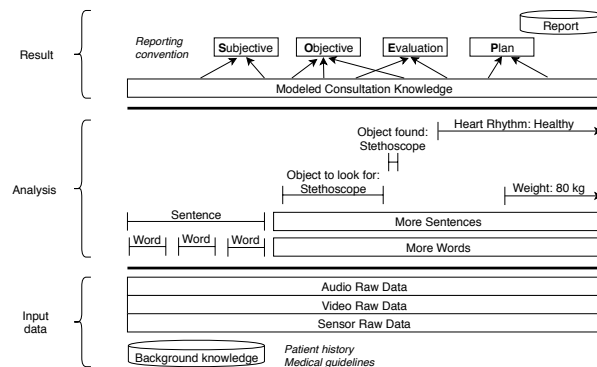 Report
Result
Reporting
convention
Subjective
Objective
Evaluation
Plan
Modeled Consultation Knowledge
Analysis
Object found:
Stethoscope
Heart Rhythm: Healthy
Object to look for:
Stethoscope
Weight: 80 kg
Sentence
More Sentences
Word
Word
Word
More Words
Input
data
Audio Raw Data
Video Raw Data
Sensor Raw Data
Background knowledge
Patient history
Medical guidelines